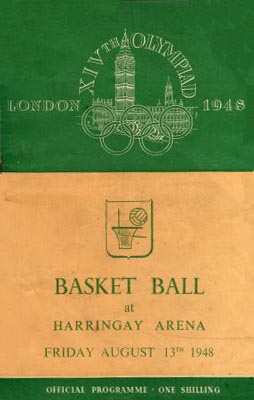 XIVTH OLYMPIAD
LONDON 1948
BASKET BALL
at
HARRINGAY ARENA
FRIDAY AUGUST 13TH 1948
OFFICIAL PROGRAMME · ONE SHILLING